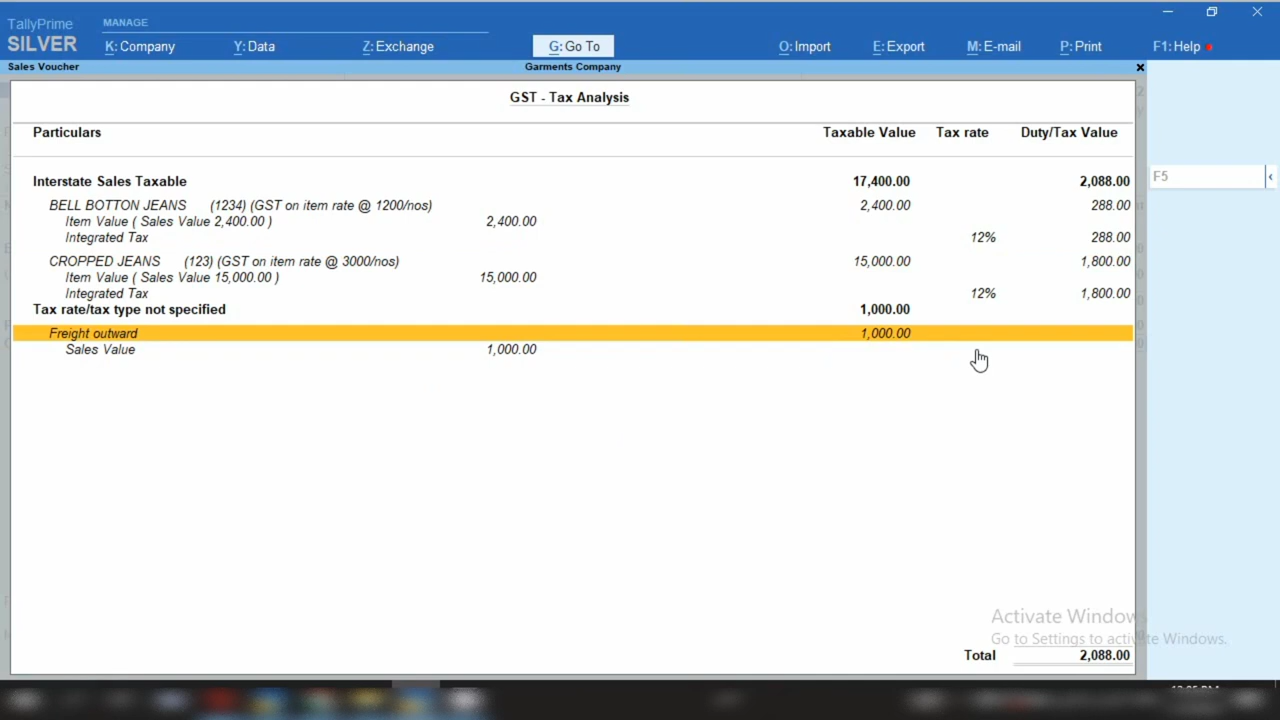 TallyPrime
SILVER
MANAGE
K: Company Y: Data Z: Exchange G: Go To O: Import E: Export M: E-mail P: Print F1: Help
Sales Voucher Garments Company
GST - Tax Analysis
Particulars Taxable Value Tax rate Duty/Tax Value
F5
Interstate Sales Taxable 17,400.00 2,088.00
BELL BOTTON JEANS (1234) (GST on item rate @ 1200/nos) 2,400.00 288.00
Item Value ( Sales Value 2,400.00 ) 2,400.00
Integrated Tax 12% 288.00
CROPPED JEANS (123) (GST on item rate @ 3000/nos) 15,000.00 1,800.00
Item Value ( Sales Value 15,000.00 ) 15,000.00
Integrated Tax 12% 1,800.00
Tax rate/tax type not specified 1,000.00
Freight outward 1,000.00
Sales Value 1,000.00
Activate Windows
Go to Settings to activate Windows.
Total 2,088.00